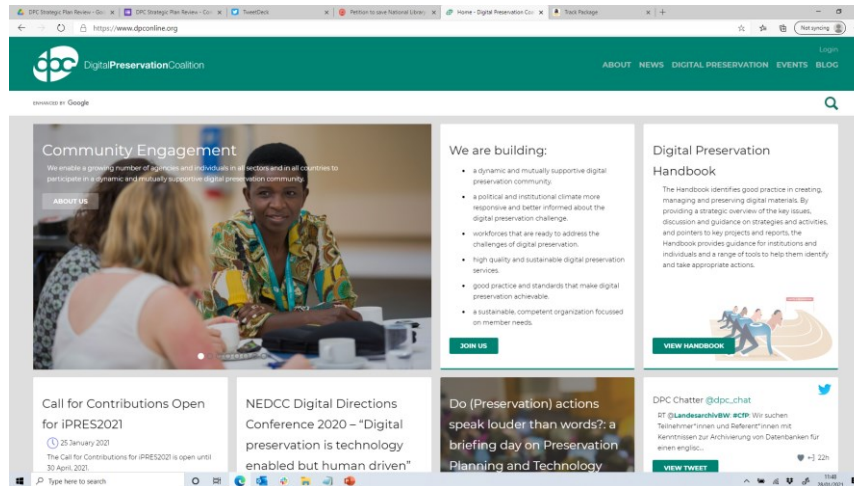 DPC Strategic Plan Review - Goo
DPC Strategic Plan Review - Con
TweetDeck
Petition to save National Library
Home - Digital Preservation Coa
Track Package
https://www.dpconline.org
Not syncing
Login
dpc
DigitalPreservationCoalition
ABOUT NEWS DIGITAL PRESERVATION EVENTS BLOG
ENHANCED BY Google
Community Engagement
We enable a growing number of agencies and individuals in all sectors and in all countries to
participate in a dynamic and mutually supportive digital preservation community.
ABOUT US
We are building:
a dynamic and mutually supportive digital
preservation community.
a political and institutional climate more
responsive and better informed about the
digital preservation challenge.
workforces that are ready to address the
challenges of digital preservation.
high quality and sustainable digital preservation
services.
good practice and standards that make digital
preservation achievable.
a sustainable, competent organization focussed
on member needs.
JOIN US
Digital Preservation
Handbook
The Handbook identifies good practice in creating,
managing and preserving digital materials. By
providing a strategic overview of the key issues,
discussion and guidance on strategies and activities,
and pointers to key projects and reports, the
Handbook provides guidance for institutions and
individuals and a range of tools to help them identify
and take appropriate actions.
VIEW HANDBOOK
Call for Contributions Open
for iPRES2021
25 January 2021
The Call for Contributions for iPRES2021 is open until
30 April, 2021.
NEDCC Digital Directions
Conference 2020 – “Digital
preservation is technology
enabled but human driven”
Do (Preservation) actions
speak louder than words?: a
briefing day on Preservation
Planning and Technology
DPC Chatter @dpc_chat
RT @LandesarchivBW: #CfP: Wir suchen
Teilnehmer*innen und Referent*innen mit
Kenntnissen zur Archivierung von Datenbanken für
einen englisc...
22h
VIEW TWEET
Type here to search
11:48
28/01/2021